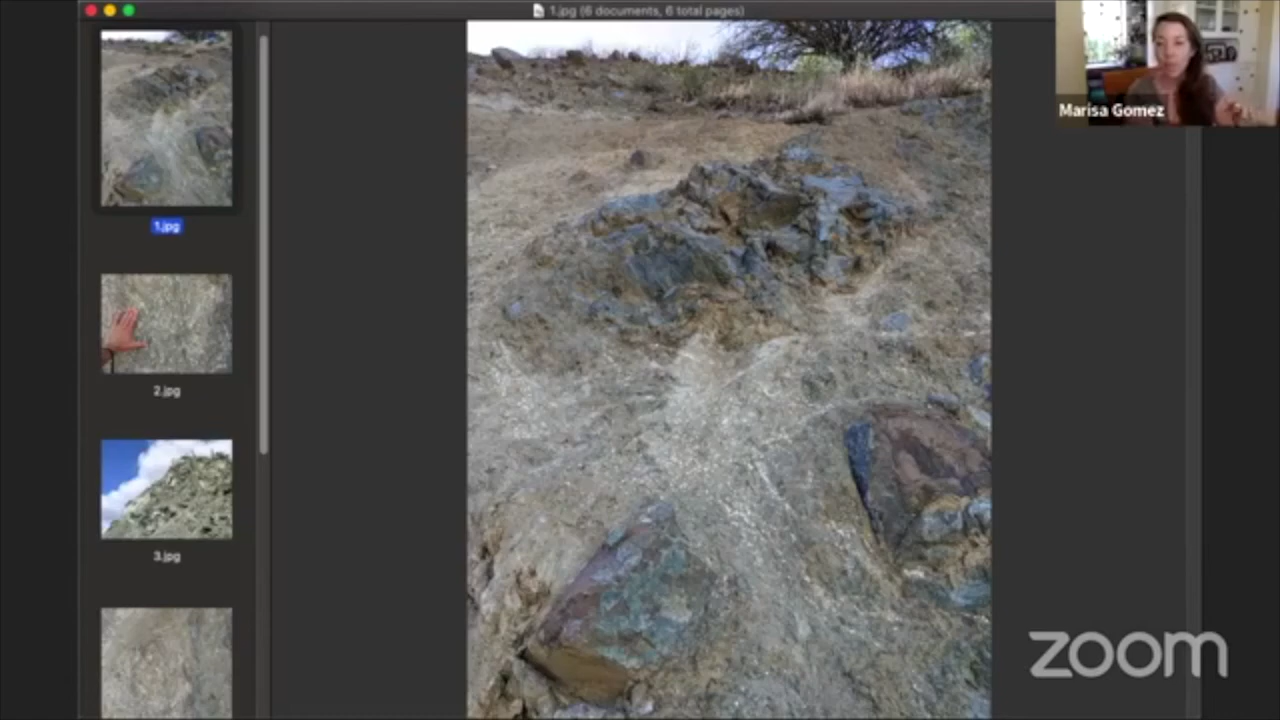 1.jpg (6 documents, 6 total pages)
Marisa Gomez
1.jpg
2.jpg
3.jpg
zoom